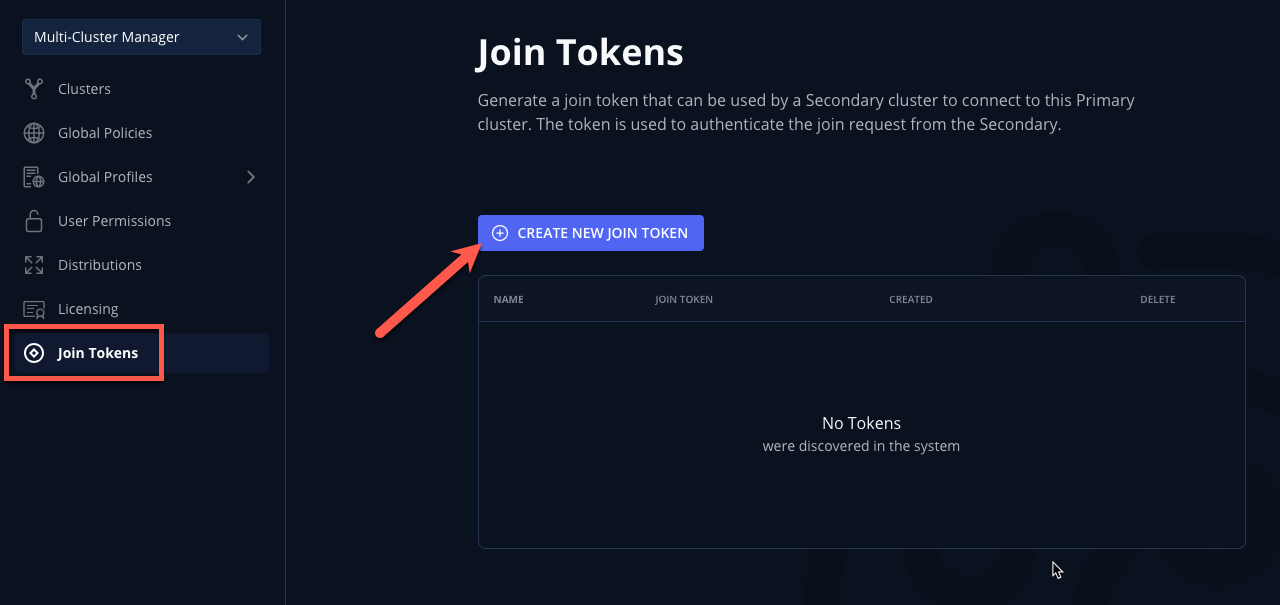 Multi-Cluster Manager
Clusters
Global Policies
Global Profiles
User Permissions
Distributions
Licensing
Join Tokens
Join Tokens
Generate a join token that can be used by a Secondary cluster to connect to this Primary
cluster. The token is used to authenticate the join request from the Secondary.
CREATE NEW JOIN TOKEN
NAME JOIN TOKEN CREATED DELETE
No Tokens
were discovered in the system